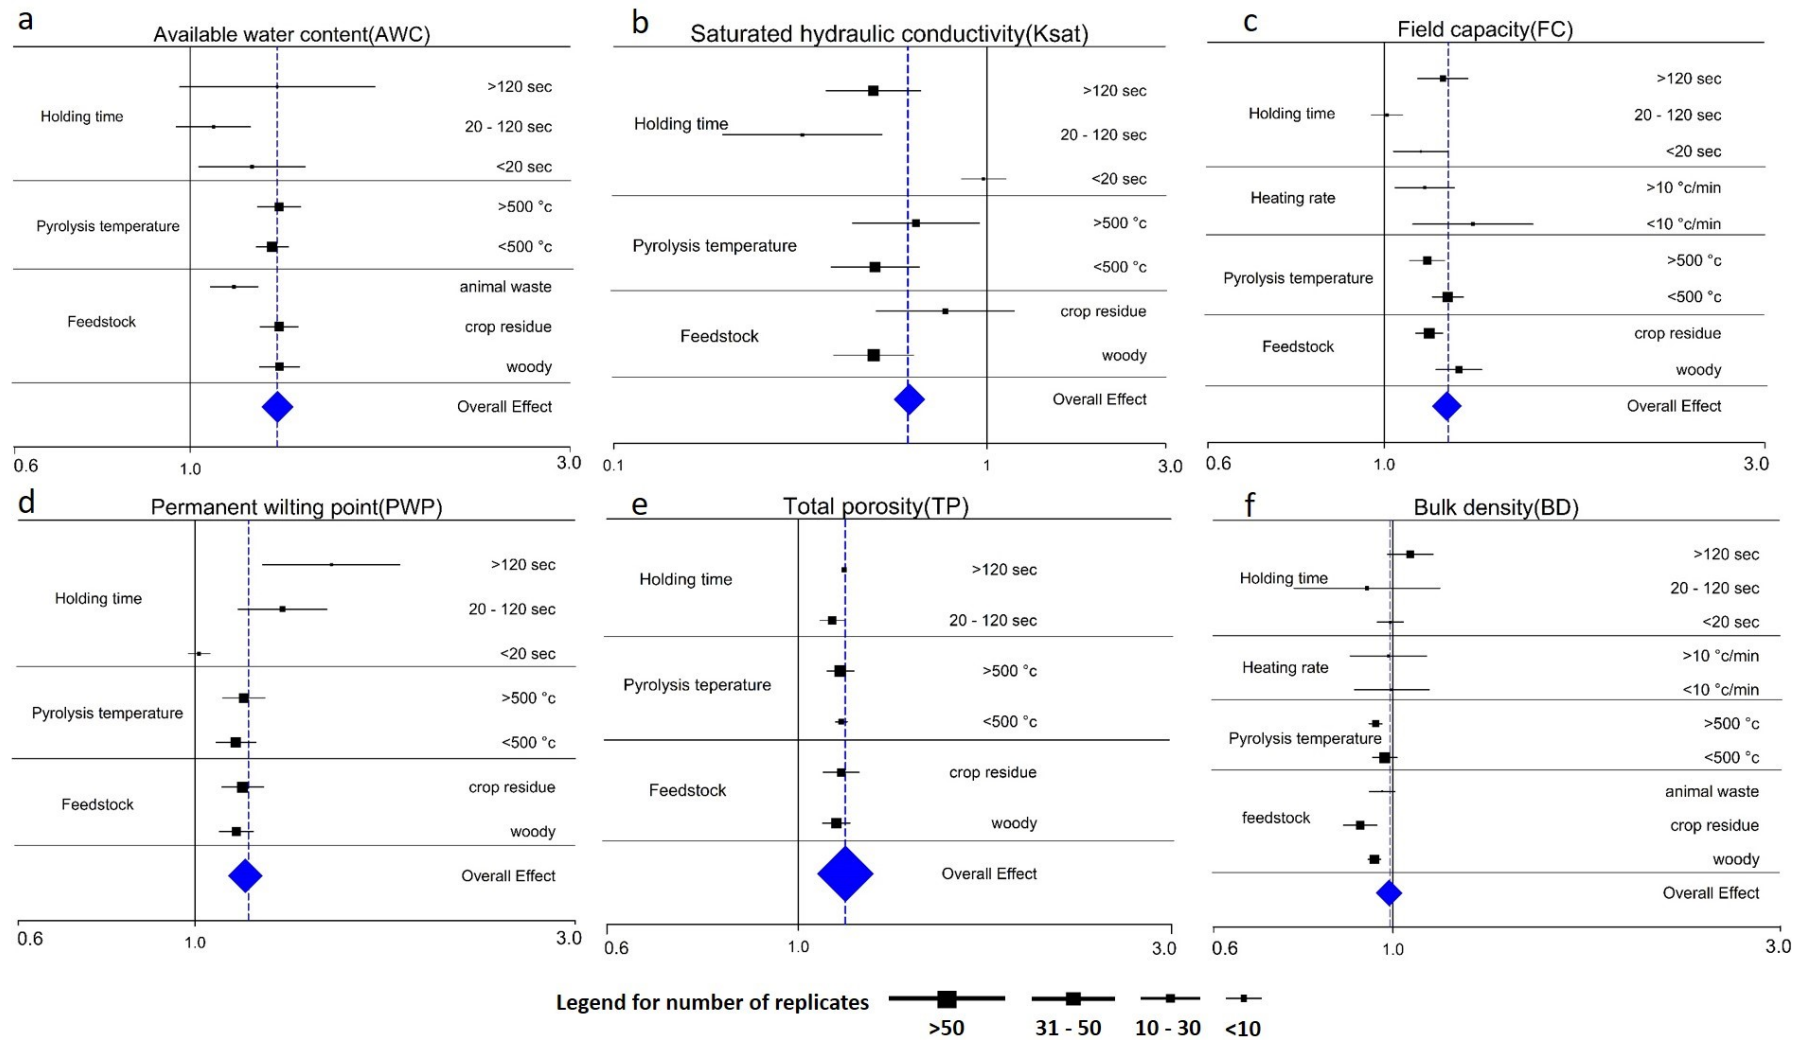 a
Available water content(AWC)
Holding time
>120 sec
20 - 120 sec
<20 sec
Pyrolysis temperature
>500 °c
<500 °c
Feedstock
animal waste
crop residue
woody
Overall Effect
0.6 1.0 3.0
b
Saturated hydraulic conductivity(Ksat)
Holding time
>120 sec
20 - 120 sec
<20 sec
Pyrolysis temperature
>500 °c
<500 °c
Feedstock
crop residue
woody
Overall Effect
0.1 1 3.0
c
Field capacity(FC)
Holding time
>120 sec
20 - 120 sec
<20 sec
Heating rate
>10 °c/min
<10 °c/min
Pyrolysis temperature
>500 °c
<500 °c
Feedstock
crop residue
woody
Overall Effect
0.6 1.0 3.0
d
Permanent wilting point(PWP)
Holding time
>120 sec
20 - 120 sec
<20 sec
Pyrolysis temperature
>500 °c
<500 °c
Feedstock
crop residue
woody
Overall Effect
0.6 1.0 3.0
e
Total porosity(TP)
Holding time
>120 sec
20 - 120 sec
Pyrolysis teperature
>500 °c
<500 °c
Feedstock
crop residue
woody
Overall Effect
0.6 1.0 3.0
f
Bulk density(BD)
Holding time
>120 sec
20 - 120 sec
<20 sec
Heating rate
>10 °c/min
<10 °c/min
Pyrolysis temperature
>500 °c
<500 °c
feedstock
animal waste
crop residue
woody
Overall Effect
0.6 1.0 3.0
Legend for number of replicates
>50 31 - 50 10 - 30 <10